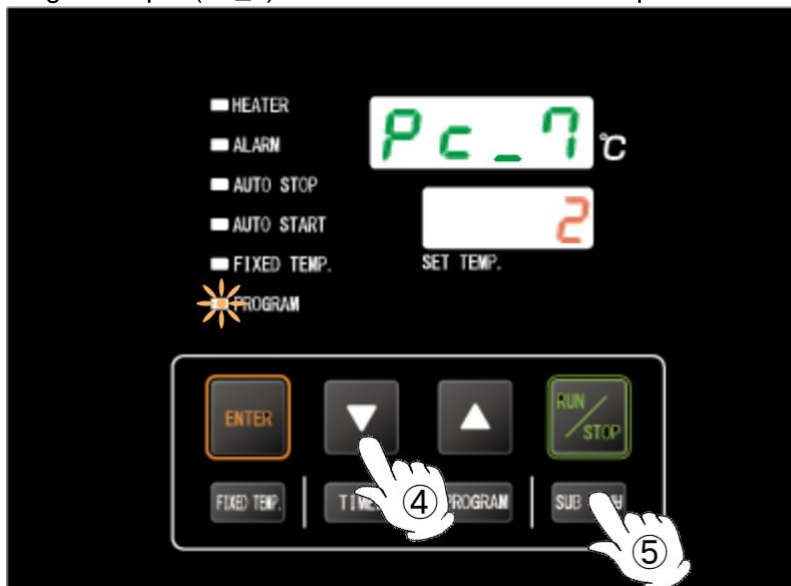 HEATER
ALARM
AUTO STOP
AUTO START
FIXED TEMP.
PROGRAM
Pc_7 ℃
2
SET TEMP.
ENTER
RUN/STOP
FIXED TEMP.
PROGRAM
SUB
④
⑤